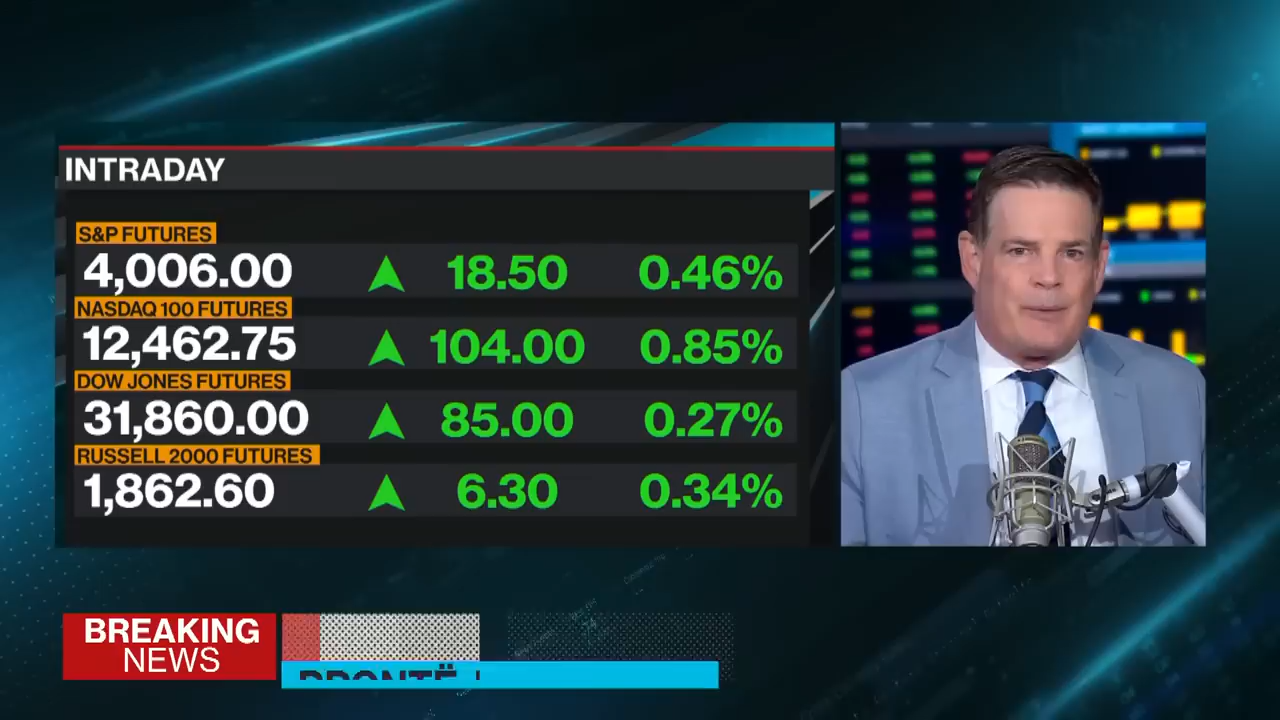 INTRADAY
S&P FUTURES
4,006.00 18.50 0.46%
NASDAQ 100 FUTURES
12,462.75 104.00 0.85%
DOW JONES FUTURES
31,860.00 85.00 0.27%
RUSSELL 2000 FUTURES
1,862.60 6.30 0.34%
BREAKING
NEWS